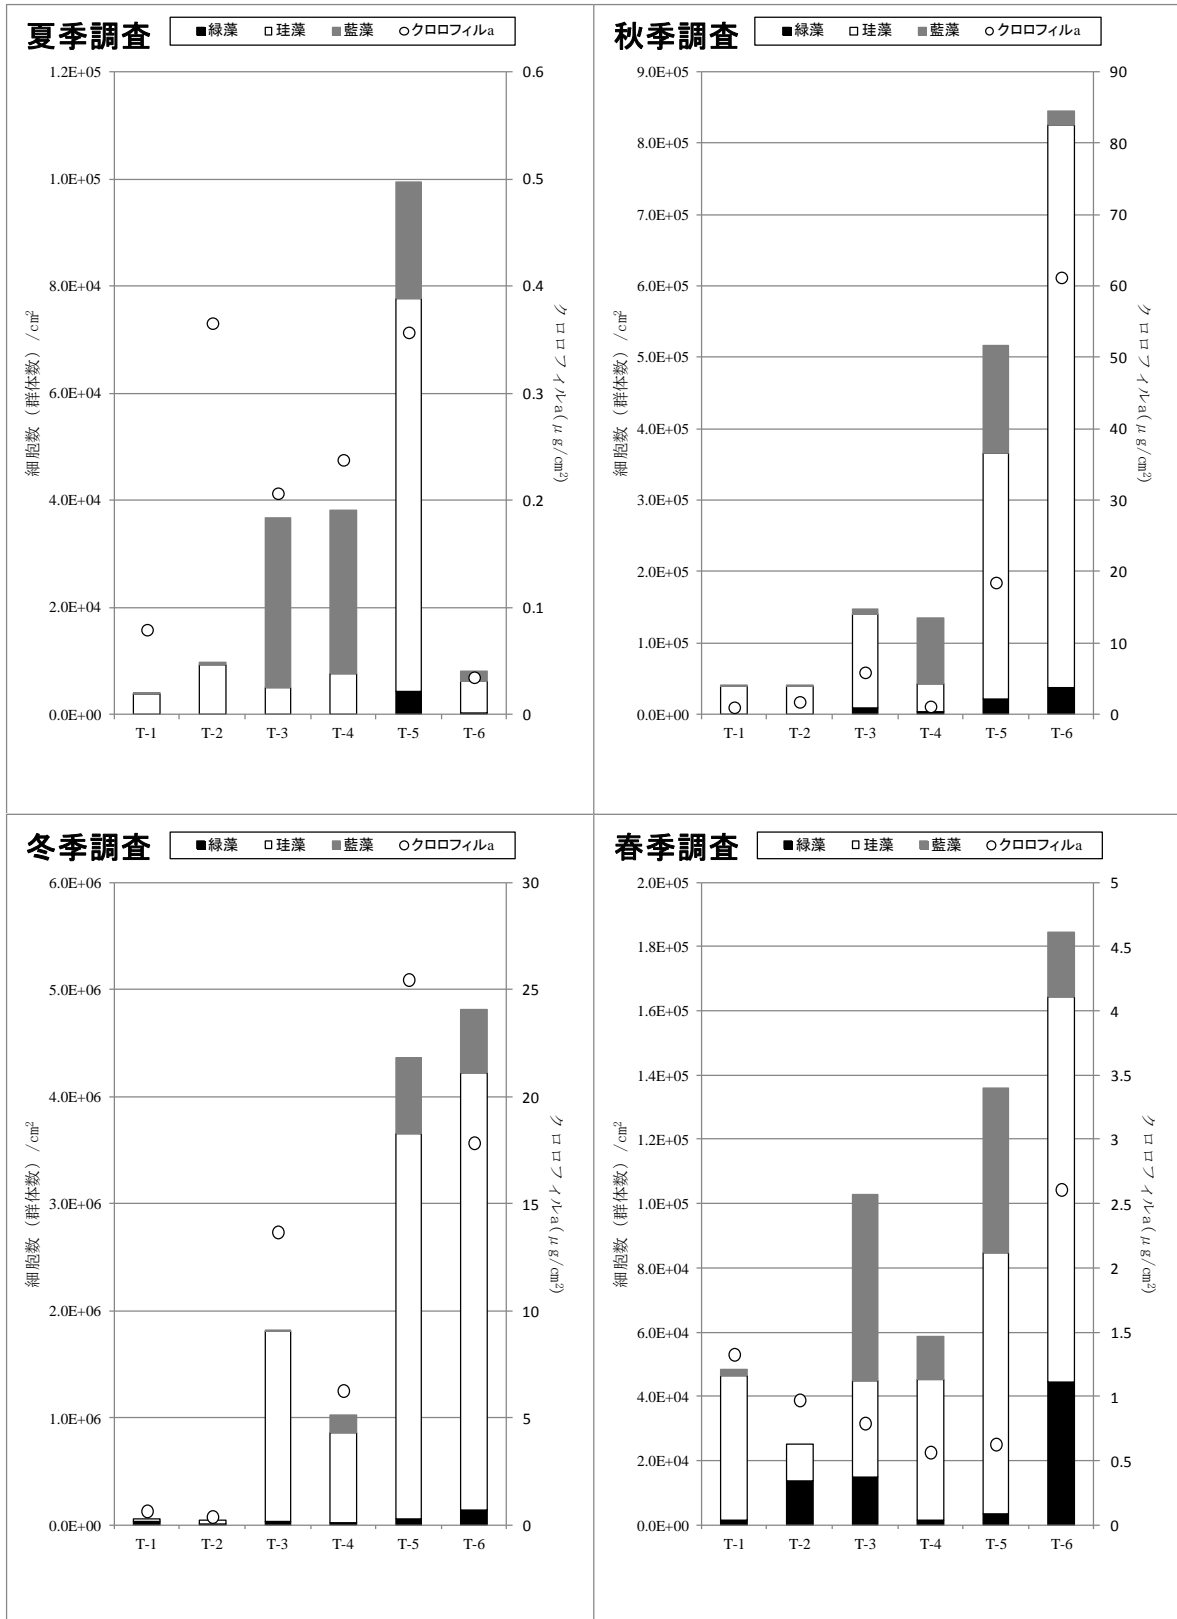 夏季調査
緑藻 珪藻 藍藻 クロロフィルa
1.2E+05
1.0E+05
8.0E+04
6.0E+04
4.0E+04
2.0E+04
0.0E+00
細胞数（群体数）/cm²
0.6
0.5
0.4
0.3
0.2
0.1
0
クロロフィルa(μg/cm²)
T-1 T-2 T-3 T-4 T-5 T-6
秋季調査
緑藻 珪藻 藍藻 クロロフィルa
9.0E+05
8.0E+05
7.0E+05
6.0E+05
5.0E+05
4.0E+05
3.0E+05
2.0E+05
1.0E+05
0.0E+00
細胞数（群体数）/cm²
90
80
70
60
50
40
30
20
10
0
クロロフィルa(μg/cm²)
T-1 T-2 T-3 T-4 T-5 T-6
冬季調査
緑藻 珪藻 藍藻 クロロフィルa
6.0E+06
5.0E+06
4.0E+06
3.0E+06
2.0E+06
1.0E+06
0.0E+00
細胞数（群体数）/cm²
30
25
20
15
10
5
0
クロロフィルa(μg/cm²)
T-1 T-2 T-3 T-4 T-5 T-6
春季調査
緑藻 珪藻 藍藻 クロロフィルa
2.0E+05
1.8E+05
1.6E+05
1.4E+05
1.2E+05
1.0E+05
8.0E+04
6.0E+04
4.0E+04
2.0E+04
0.0E+00
細胞数（群体数）/cm²
5
4.5
4
3.5
3
2.5
2
1.5
1
0.5
0
クロロフィルa(μg/cm²)
T-1 T-2 T-3 T-4 T-5 T-6